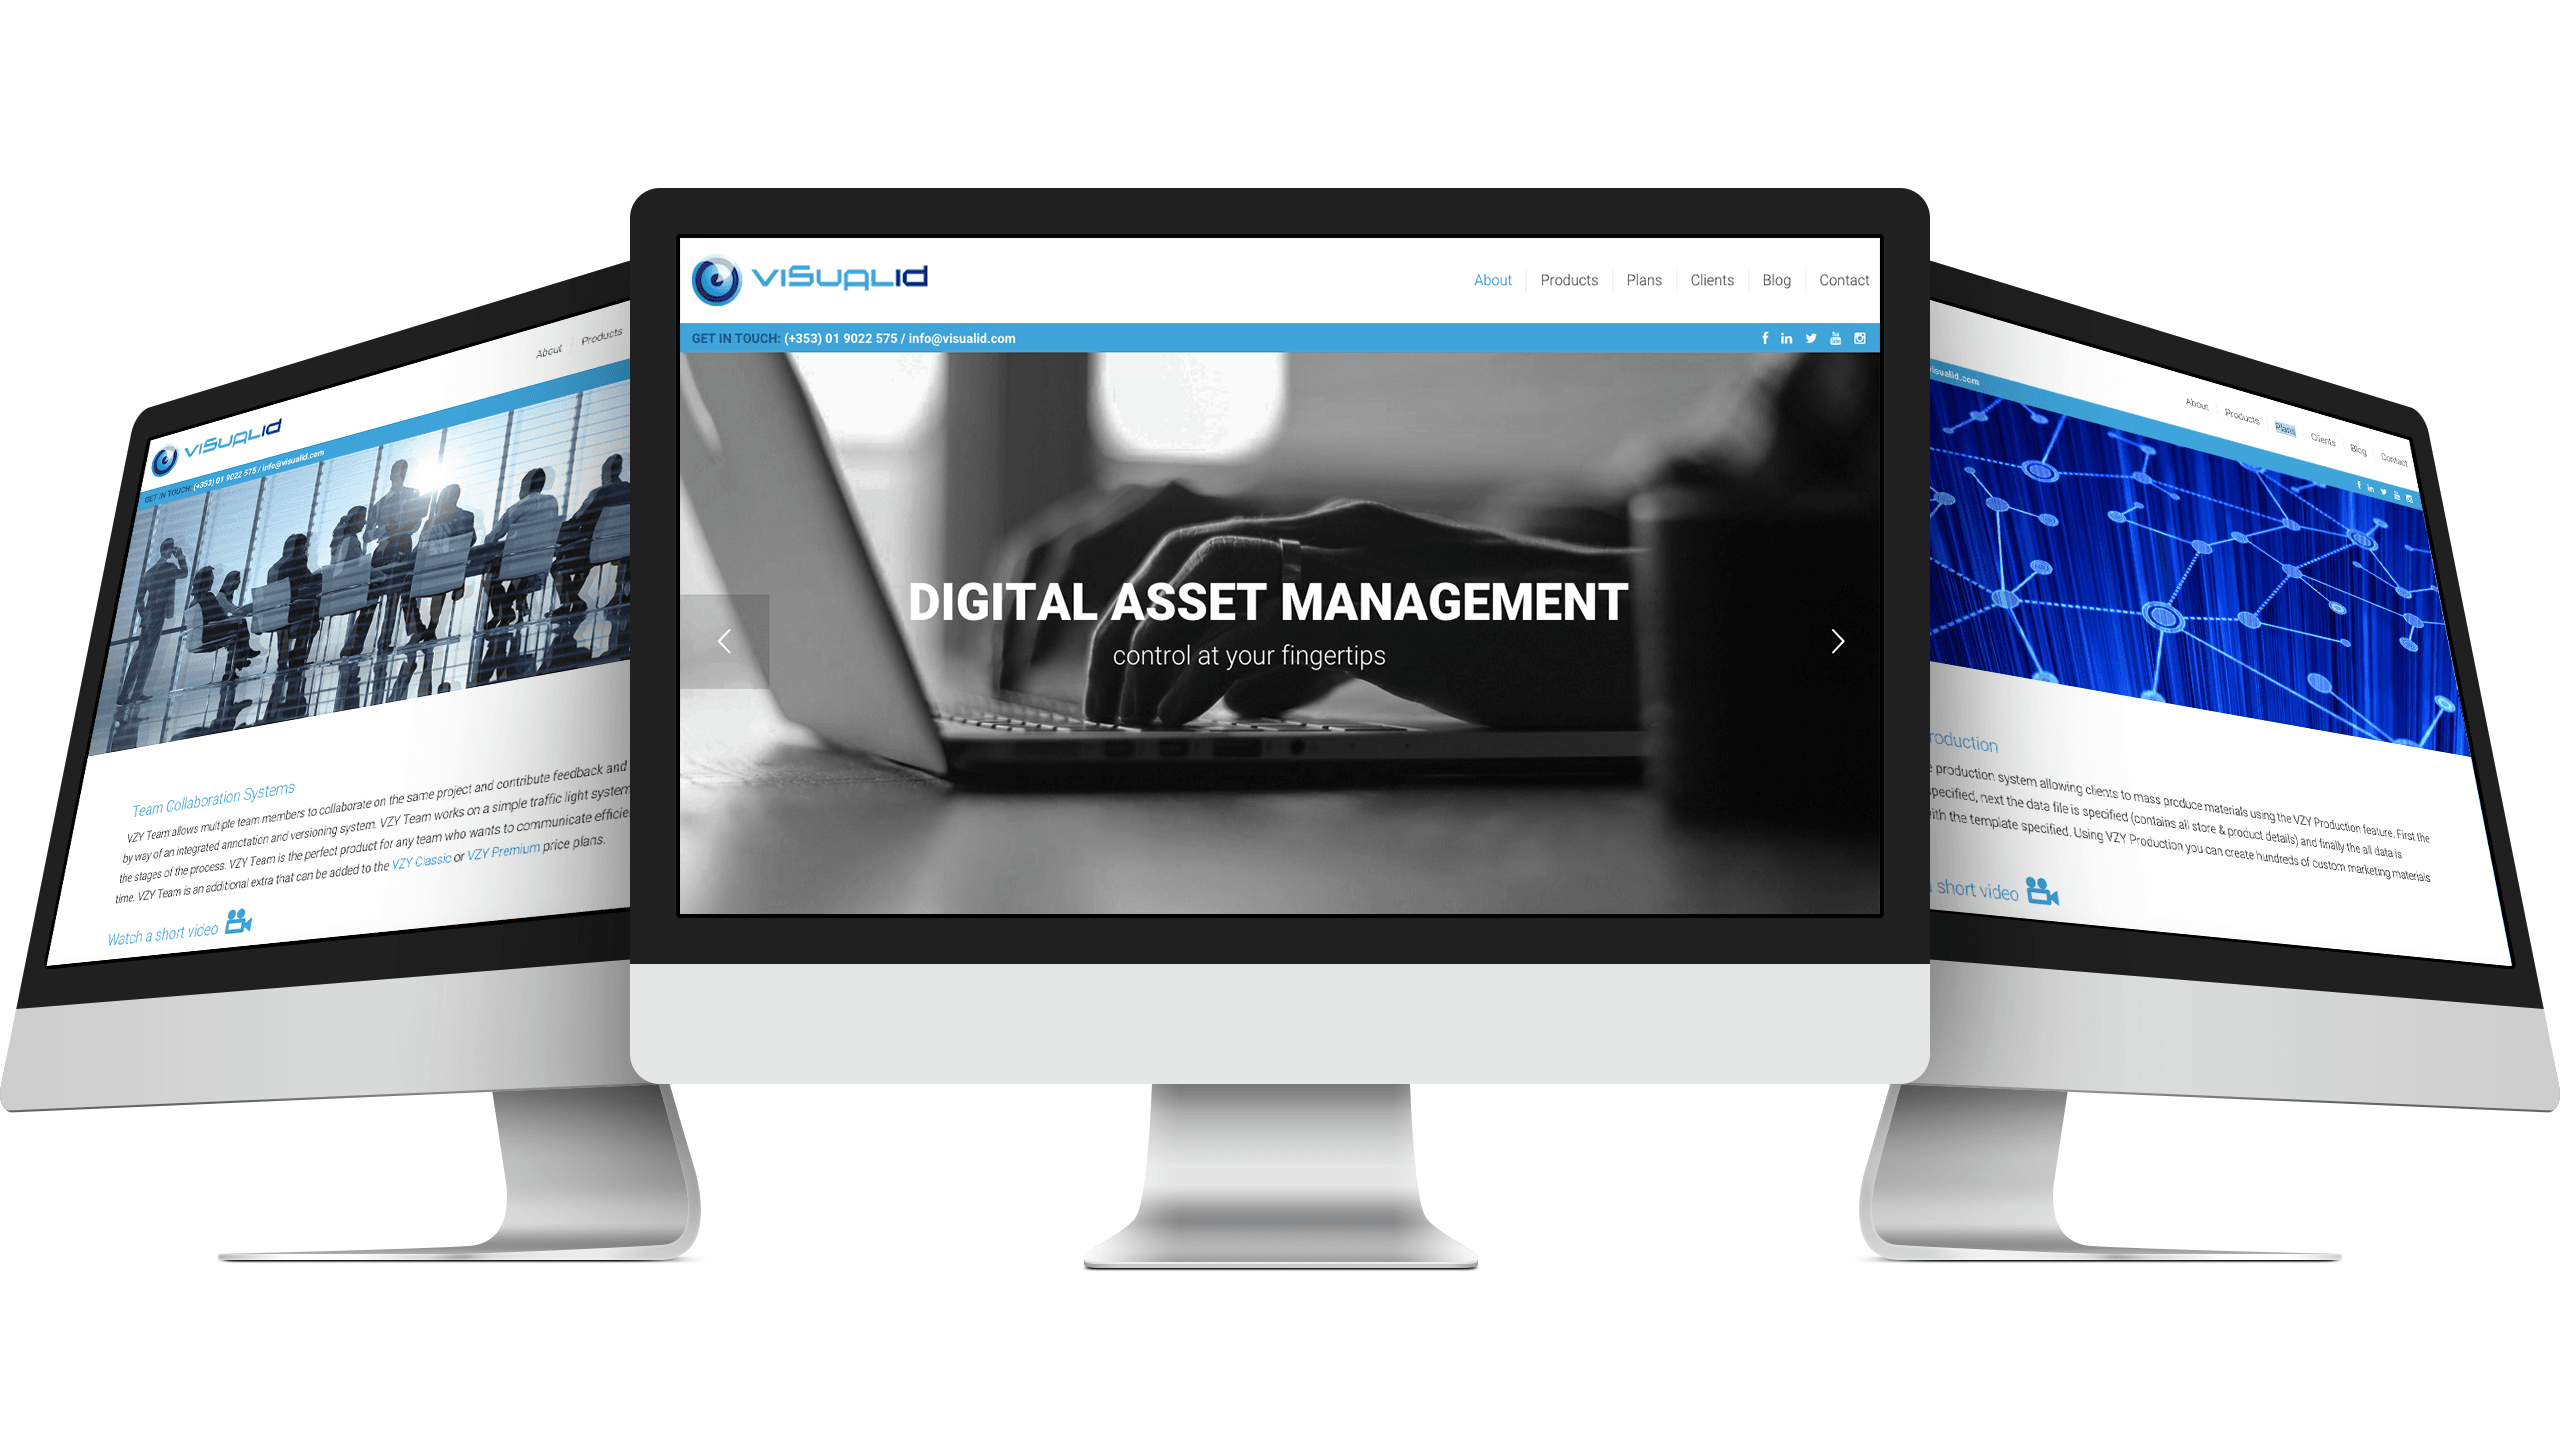 About Products
viSualID
GET IN TOUCH: (+353) 01 9022 575 / info@visualid.com
Team Collaboration Systems
VZY Team allows multiple team members to collaborate on the same project and contribute feedback and
by way of an integrated annotation and versioning system. VZY Team works on a simple traffic light system
the stages of the process. VZY Team is the perfect product for any team who wants to communicate
time. VZY Team is an additional extra that can be added to the VZY Classic or VZY Premium price plans.
Watch a short video
viSualID
About Products Plans Clients Blog Contact
GET IN TOUCH: (+353) 01 9022 575 / info@visualid.com
DIGITAL ASSET MANAGEMENT
control at your fingertips
About Products Plans Clients Blog Contact
visualid.com
production system allowing clients to mass produce materials using the VZY Production feature. First the
specified, next the data file is specified (contains all store & product details) and finally the all data is
with the template specified. Using VZY Production you can create hundreds of custom marketing materials
short video